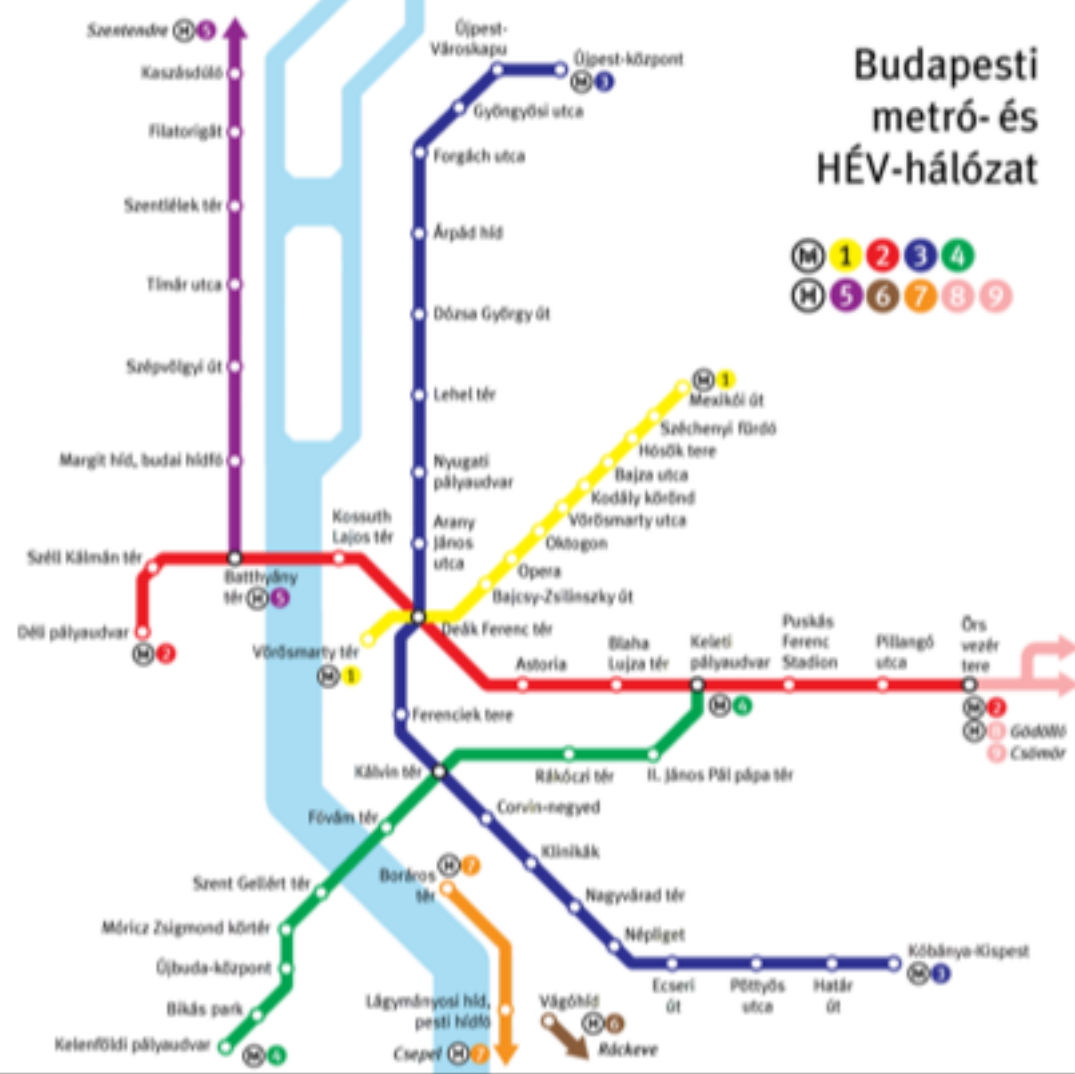 Budapesti
metró- és
HÉV-hálózat
M 1 2 3 4
H 5 6 7 8 9
Szentendre H 5
Kaszásdűlő
Filatorigát
Szentlélek tér
Tímár utca
Szépvölgyi út
Margit híd, budai hídfő
Újpest-
Városkapu
Újpest-központ
M 3
Gyöngyösi utca
Forgách utca
Árpád híd
Dózsa György út
Lehel tér
Nyugati
pályaudvar
Arany
János
utca
M 1
Mexikói út
Széchenyi fürdő
Hősök tere
Bajza utca
Kodály körönd
Vörösmarty utca
Oktogon
Opera
Bajcsy-Zsilinszky út
Deák Ferenc tér
Vörösmarty tér
M 1
Széll Kálmán tér
Batthyány
tér H 5
Kossuth
Lajos tér
Déli pályaudvar
M 2
Astoria
Blaha
Lujza tér
Keleti
pályaudvar
M 4
Puskás
Ferenc
Stadion
Pillangó
utca
Örs
vezér
tere
M 2
H 8 Gödöllő
9 Csömör
Ferenciek tere
Kálvin tér
Rákóczi tér
II. János Pál pápa tér
Corvin-negyed
Klinikák
Nagyvárad tér
Népliget
Ecseri
út
Pöttyös
utca
Határ
út
Kőbánya-Kispest
M 3
Fővám tér
Szent Gellért tér
Móricz Zsigmond körtér
Újbuda-központ
Bikás park
Kelenföldi pályaudvar
M 4
H 7
Boráros
tér
Lágymányosi híd,
pesti hídfő
Csepel H 7
Vágóhíd
H 6
Ráckeve